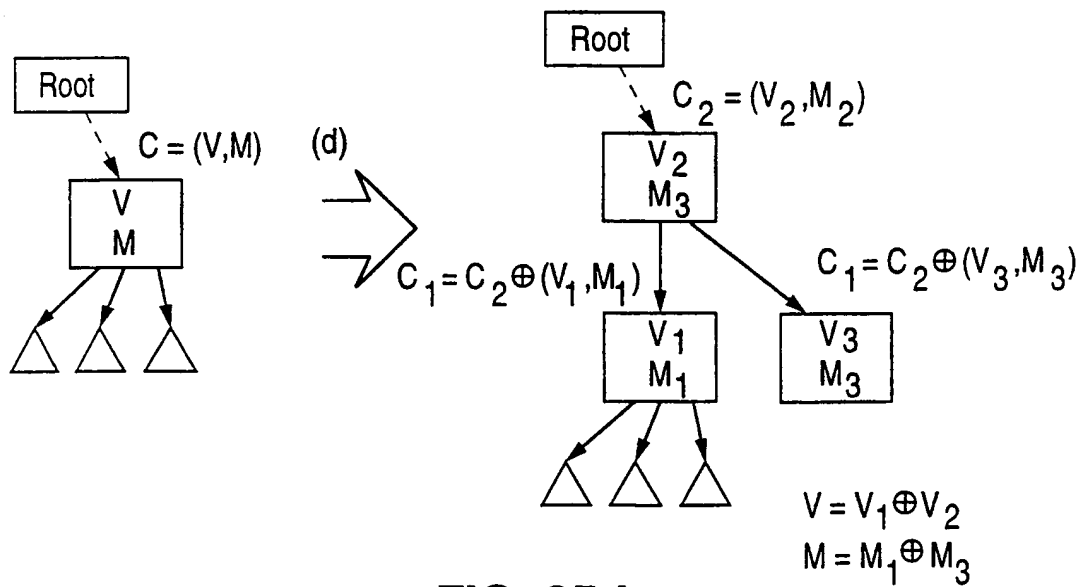 Root
C = (V,M)
V
M
(d)
Root
C₂ = (V₂,M₂)
V₂
M₃
C₁ = C₂⊕(V₁,M₁)
C₁ = C₂⊕(V₃,M₃)
V₁
M₁
V₃
M₃
V = V₁⊕V₂
M = M₁⊕M₃